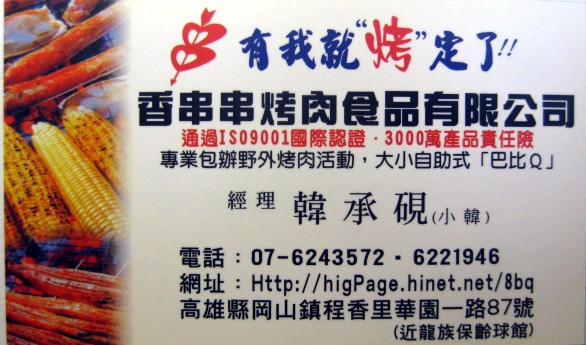 有我就"烤"定了!!
香串串烤肉食品有限公司
通過ISO9001國際認證・3000萬產品責任險
專業包辦野外烤肉活動,大小自助式「巴比Q」
經理 韓承硯(小韓)
電話:07-6243572・6221946
網址:Http://higPage.hinet.net/8bq
高雄縣岡山鎮程香里華園一路87號
(近龍族保齡球館)